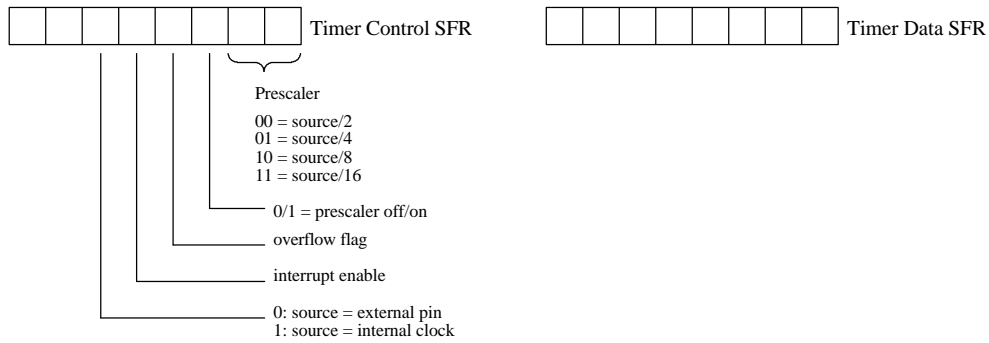 Timer Control SFR
Timer Data SFR
Prescaler
00 = source/2
01 = source/4
10 = source/8
11 = source/16
0/1 = prescaler off/on
overflow flag
interrupt enable
0: source = external pin
1: source = internal clock